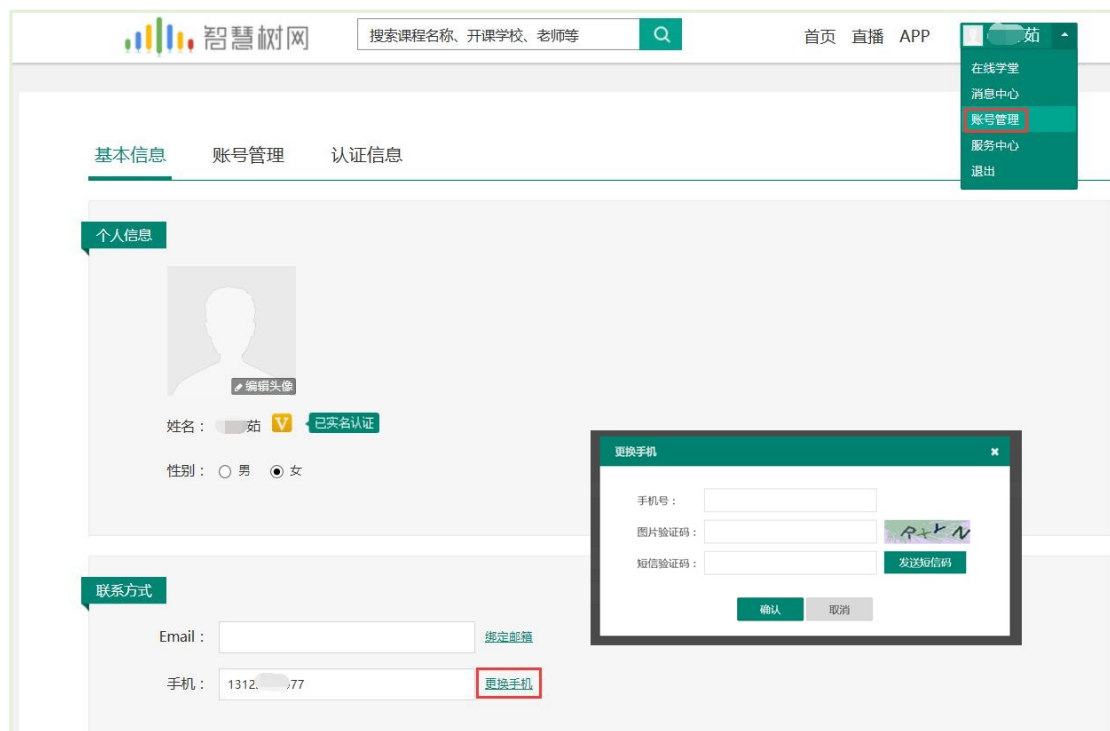 智慧树网 搜索课程名称、开课学校、老师等 首页 直播 APP 茹
在线学堂
消息中心
账号管理
服务中心
退出
基本信息 账号管理 认证信息
个人信息
编辑头像
姓名： 茹 V 已实名认证
性别： 男 女
更换手机
手机号：
图片验证码： R+YN
短信验证码： 发送短信码
确认 取消
联系方式
Email： 绑定邮箱
手机： 1312 77 更换手机